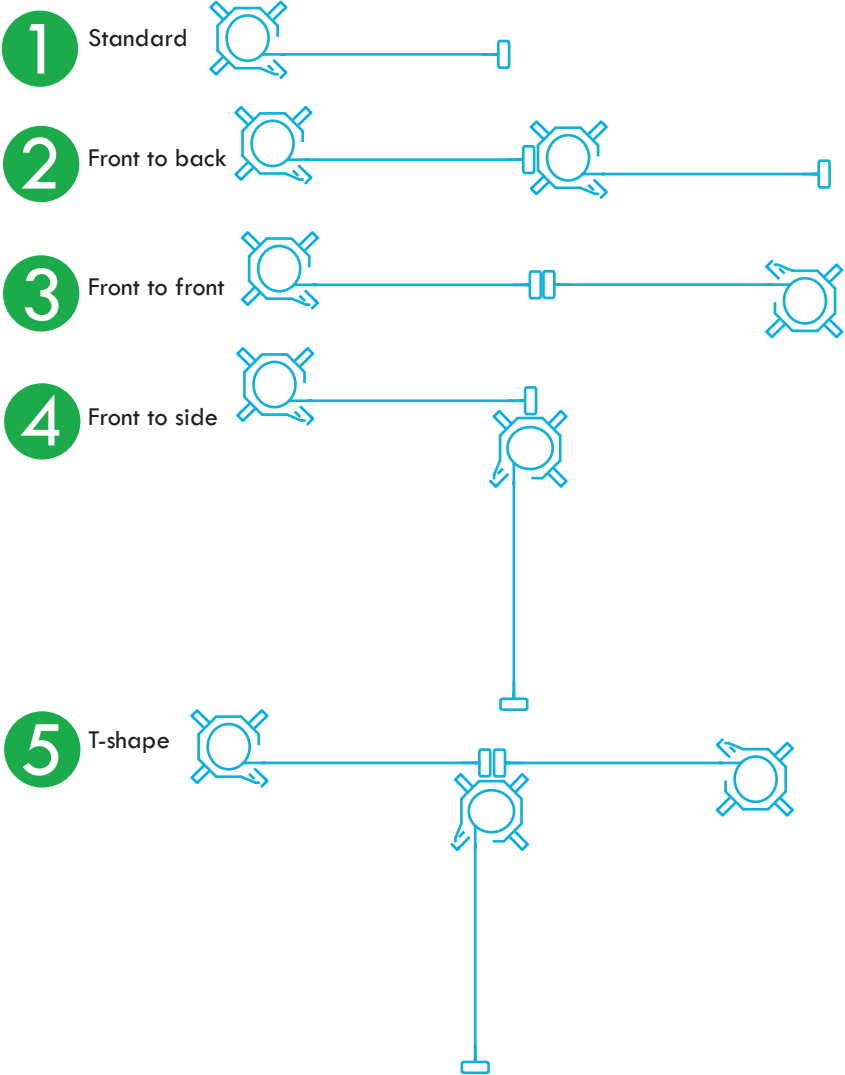 1 Standard
2 Front to back
3 Front to front
4 Front to side
5 T-shape